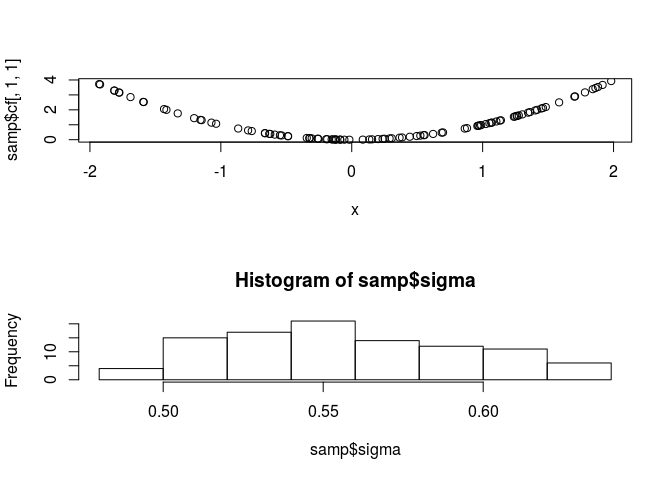 samp$cf[, 1, 1]
4
2
0
-2 -1 0 1 2
x
Histogram of samp$sigma
Frequency
10
0
0.50 0.55 0.60
samp$sigma